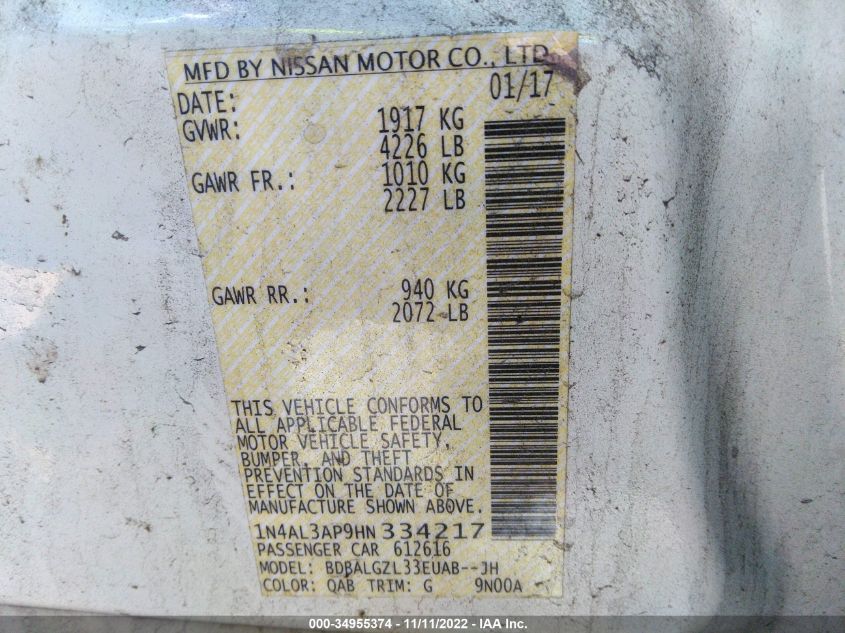 MFD BY NISSAN MOTOR CO., LTD
DATE: 01/17
GVWR: 1917 KG
4226 LB
GAWR FR.: 1010 KG
2227 LB
GAWR RR.: 940 KG
2072 LB
THIS VEHICLE CONFORMS TO
ALL APPLICABLE FEDERAL
MOTOR VEHICLE SAFETY,
BUMPER, AND THEFT
PREVENTION STANDARDS IN
EFFECT ON THE DATE OF
MANUFACTURE SHOWN ABOVE.
1N4AL3AP9HN 334217
PASSENGER CAR 612616
MODEL: BDBALGZL33EUAB--JH
COLOR: QAB TRIM: G 9N00A
000-34955374 - 11/11/2022 - IAA Inc.